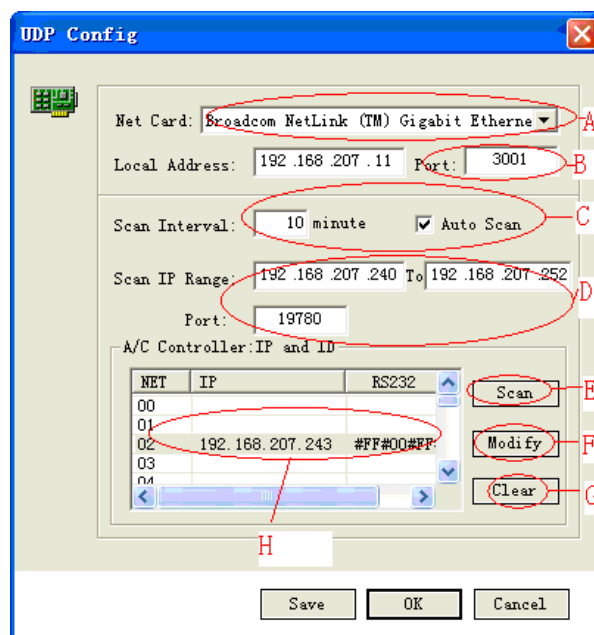 UDP Config
Net Card: Broadcom NetLink (TM) Gigabit Etherne A
Local Address: 192 .168 .207 .11 Port: 3001 B
Scan Interval: 10 minute Auto Scan C
Scan IP Range: 192 .168 .207 .240 To 192 .168 .207 .252
D
Port: 19780
A/C Controller:IP and ID
NET IP RS232
Scan E
00
01
02 192.168.207.243 #FF#00#FF:
Modify F
03
04
Clear G
H
Save OK Cancel